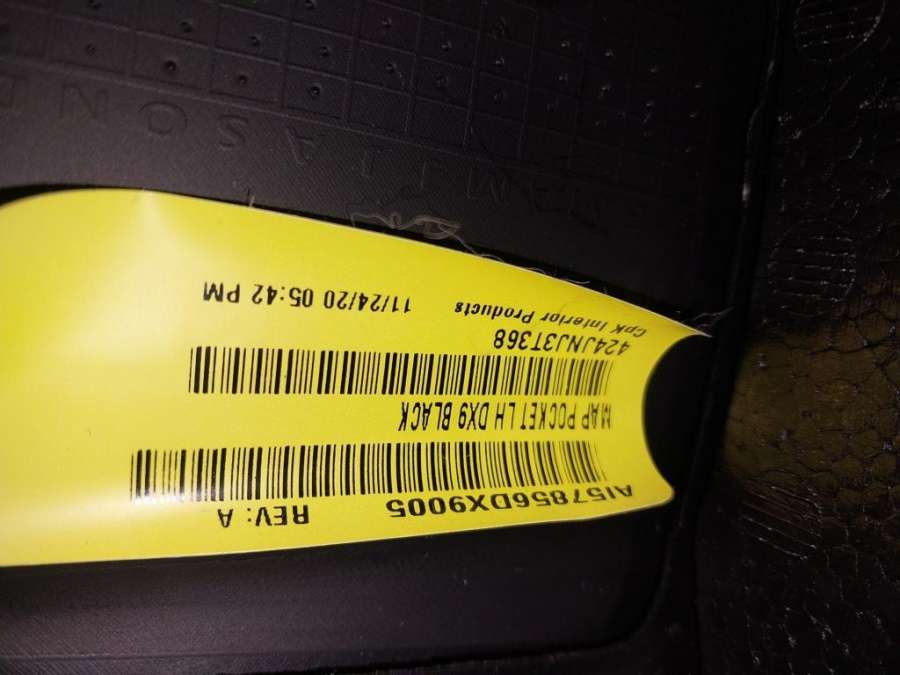 AI57856DX9005 REV: A
MAP POCKET LH DX9 BLACK
424JNJ3T368
CpK Interior Products 11/24/20 05:42 PM